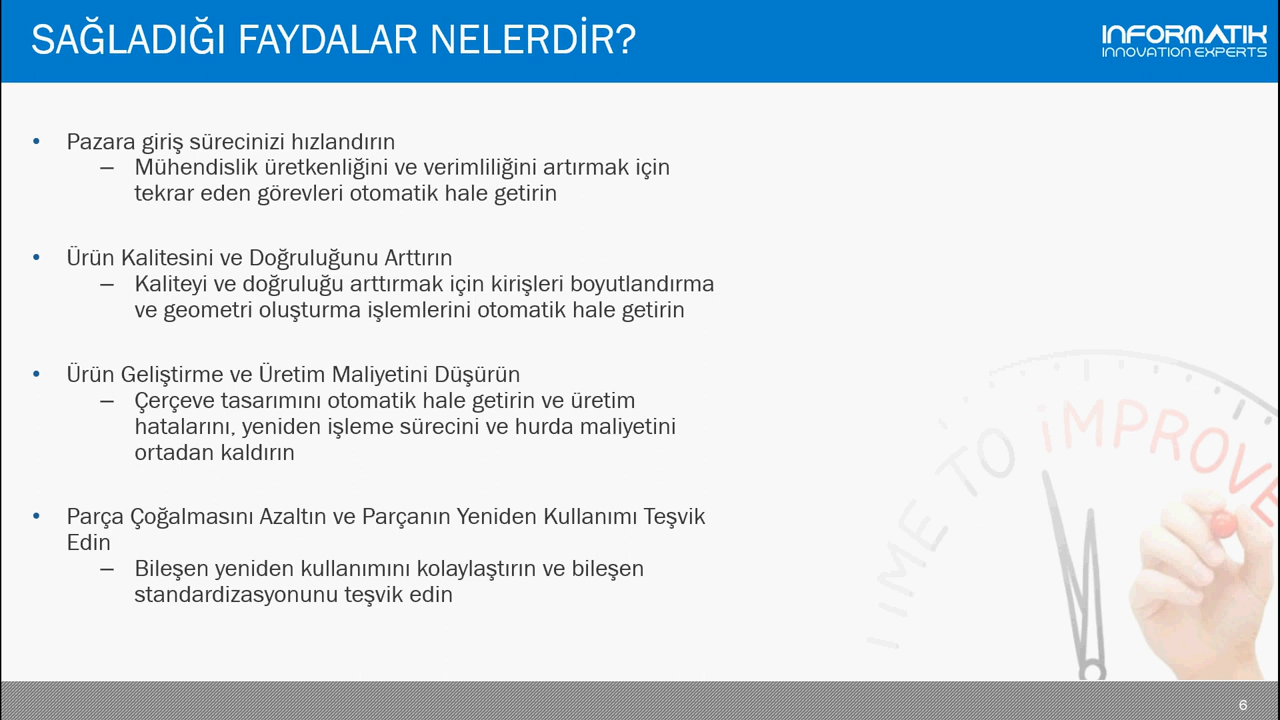 SAĞLADIĞI FAYDALAR NELERDİR?
INFORMATIK
INNOVATION EXPERTS
• Pazara giriş sürecinizi hızlandırın
– Mühendislik üretkenliğini ve verimliliğini artırmak için
tekrar eden görevleri otomatik hale getirin
• Ürün Kalitesini ve Doğruluğunu Arttırın
– Kaliteyi ve doğruluğu arttırmak için kirişleri boyutlandırma
ve geometri oluşturma işlemlerini otomatik hale getirin
• Ürün Geliştirme ve Üretim Maliyetini Düşürün
– Çerçeve tasarımını otomatik hale getirin ve üretim
hatalarını, yeniden işleme sürecini ve hurda maliyetini
ortadan kaldırın
• Parça Çoğalmasını Azaltın ve Parçanın Yeniden Kullanımı Teşvik
Edin
– Bileşen yeniden kullanımını kolaylaştırın ve bileşen
standardizasyonunu teşvik edin
TIME TO iMPROVE
6